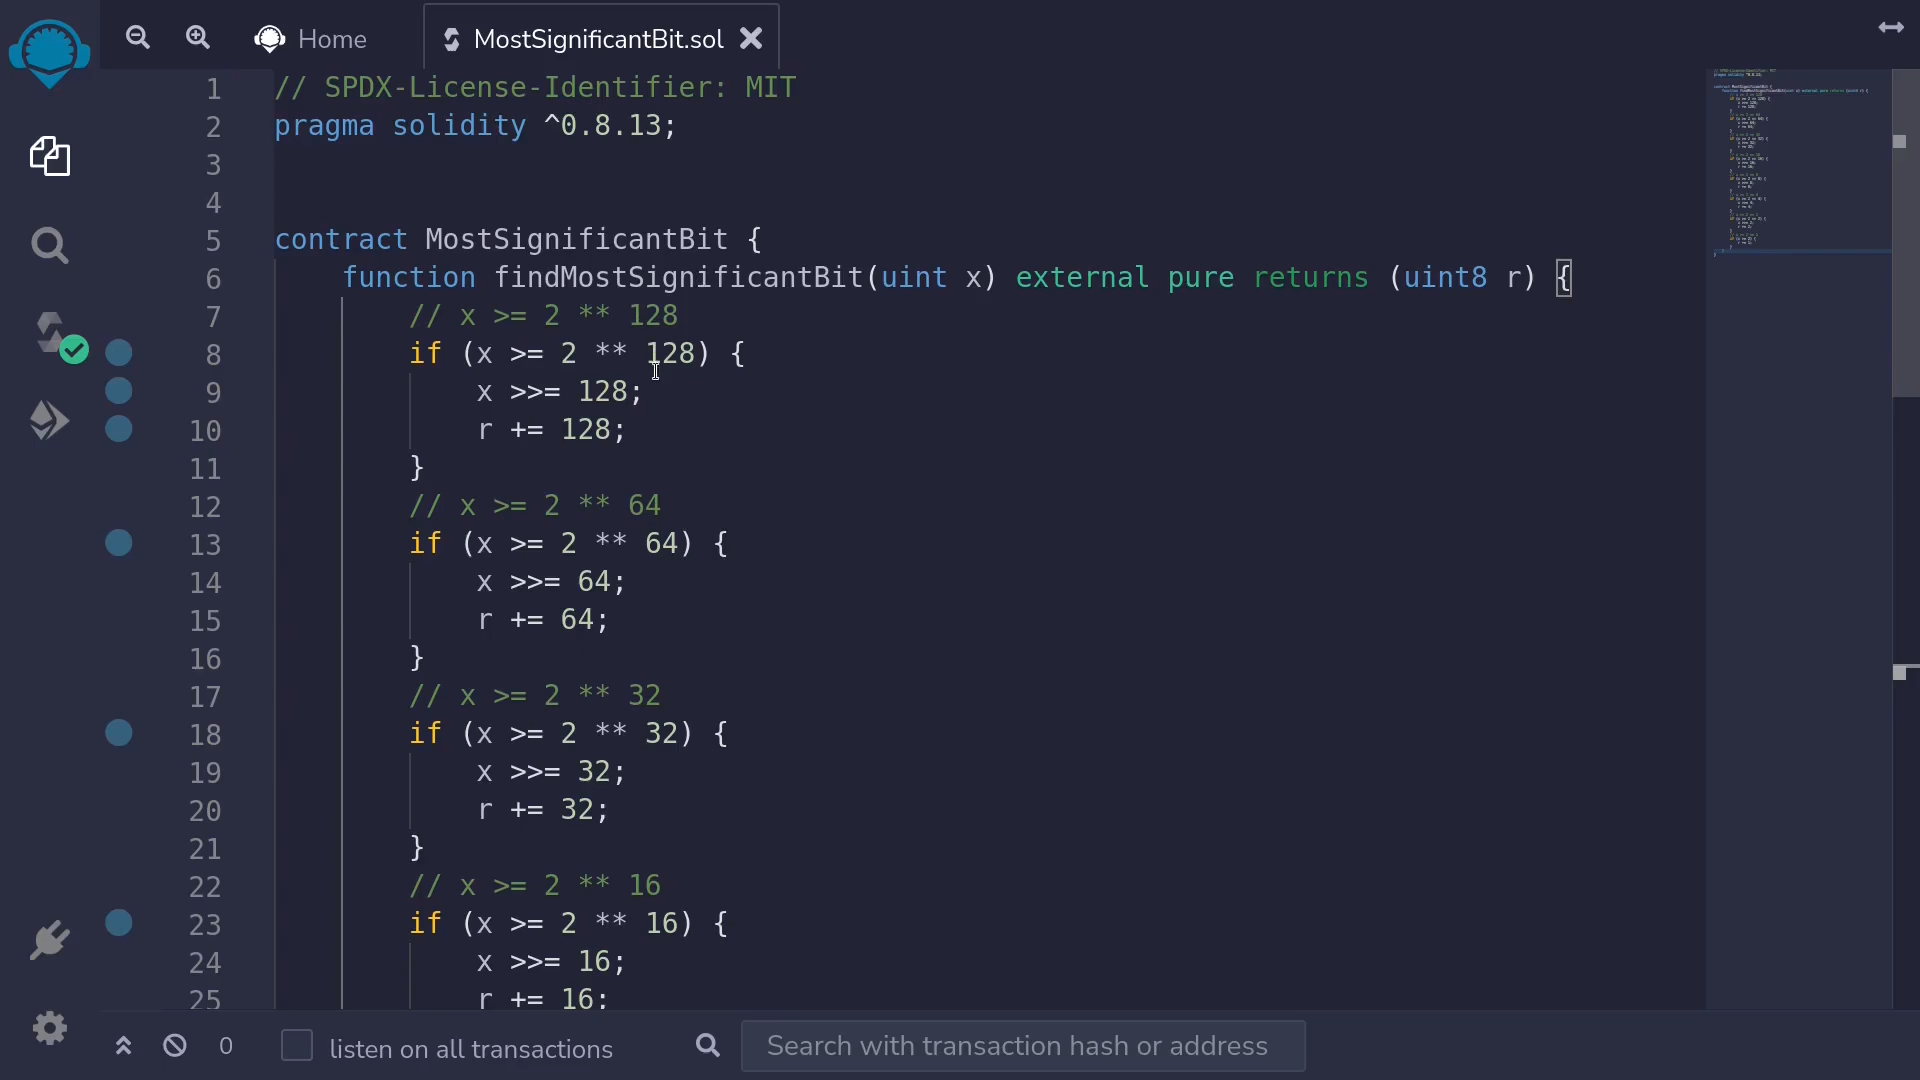 Home
MostSignificantBit.sol
1 // SPDX-License-Identifier: MIT
2 pragma solidity ^0.8.13;
3
4
5 contract MostSignificantBit {
6     function findMostSignificantBit(uint x) external pure returns (uint8 r) {
7         // x >= 2 ** 128
8         if (x >= 2 ** 128) {
9             x >>= 128;
10             r += 128;
11         }
12         // x >= 2 ** 64
13         if (x >= 2 ** 64) {
14             x >>= 64;
15             r += 64;
16         }
17         // x >= 2 ** 32
18         if (x >= 2 ** 32) {
19             x >>= 32;
20             r += 32;
21         }
22         // x >= 2 ** 16
23         if (x >= 2 ** 16) {
24             x >>= 16;
25             r += 16;
0
listen on all transactions
Search with transaction hash or address